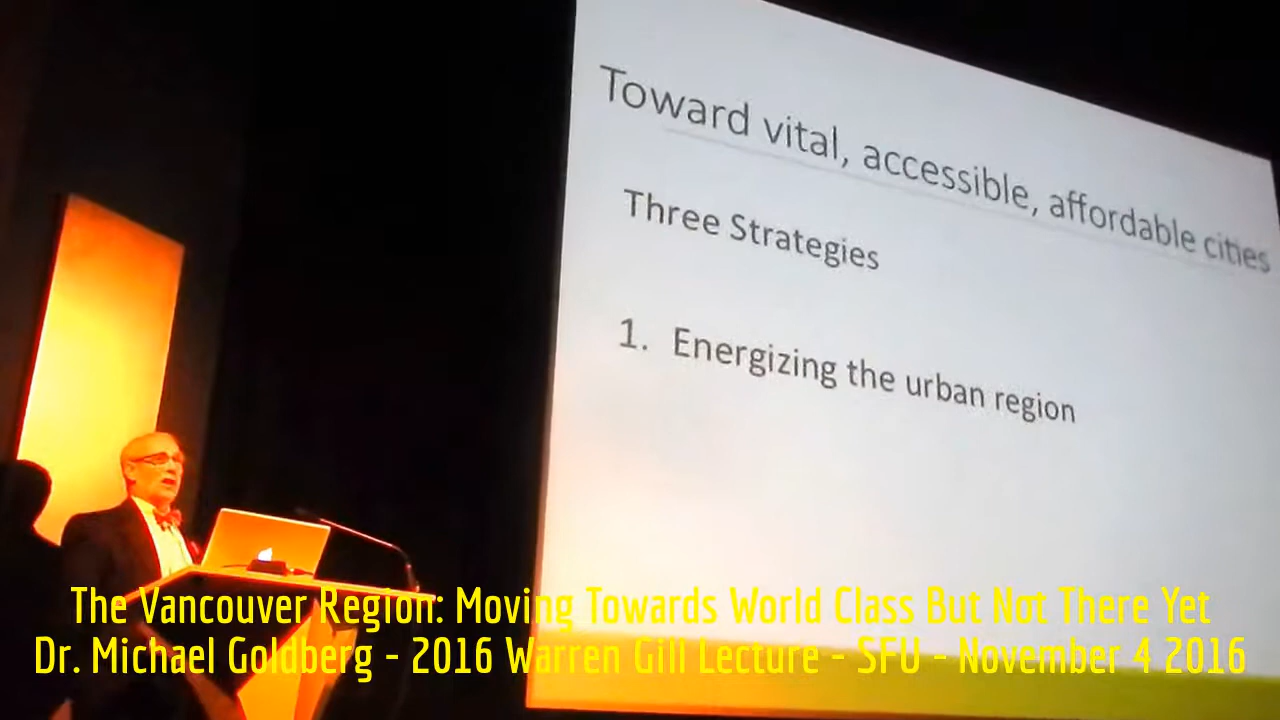 Toward vital, accessible, affordable cities
Three Strategies
1. Energizing the urban region
The Vancouver Region: Moving Towards World Class But Not There Yet
Dr. Michael Goldberg - 2016 Warren Gill Lecture - SFU - November 4 2016